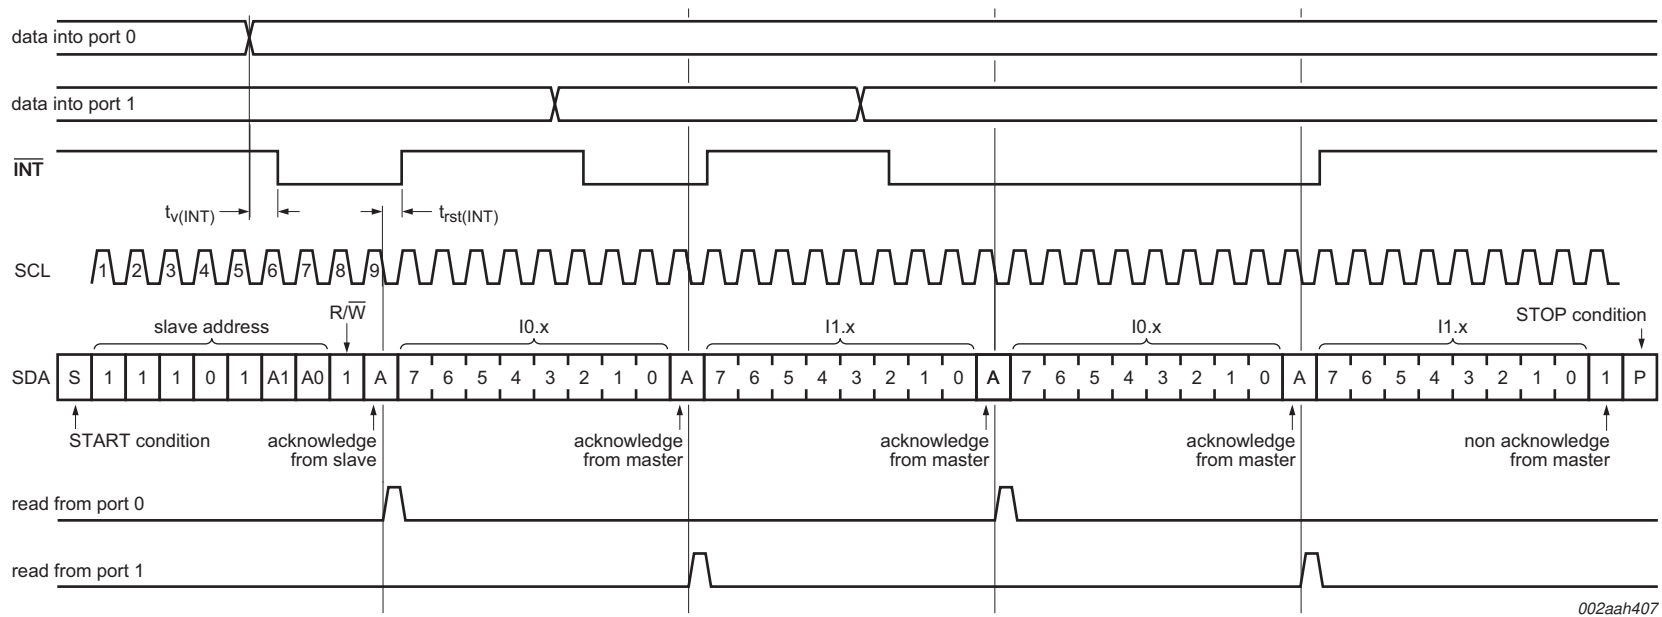 data into port 0
data into port 1
INT
tv(INT)
trst(INT)
SCL
1 2 3 4 5 6 7 8 9
R/W
slave address
I0.x
I1.x
I0.x
I1.x
STOP condition
SDA S 1 1 1 0 1 A1 A0 1 A 7 6 5 4 3 2 1 0 A 7 6 5 4 3 2 1 0 A 7 6 5 4 3 2 1 0 A 7 6 5 4 3 2 1 0 1 P
START condition
acknowledge
from slave
acknowledge
from master
acknowledge
from master
acknowledge
from master
non acknowledge
from master
read from port 0
read from port 1
002aah407